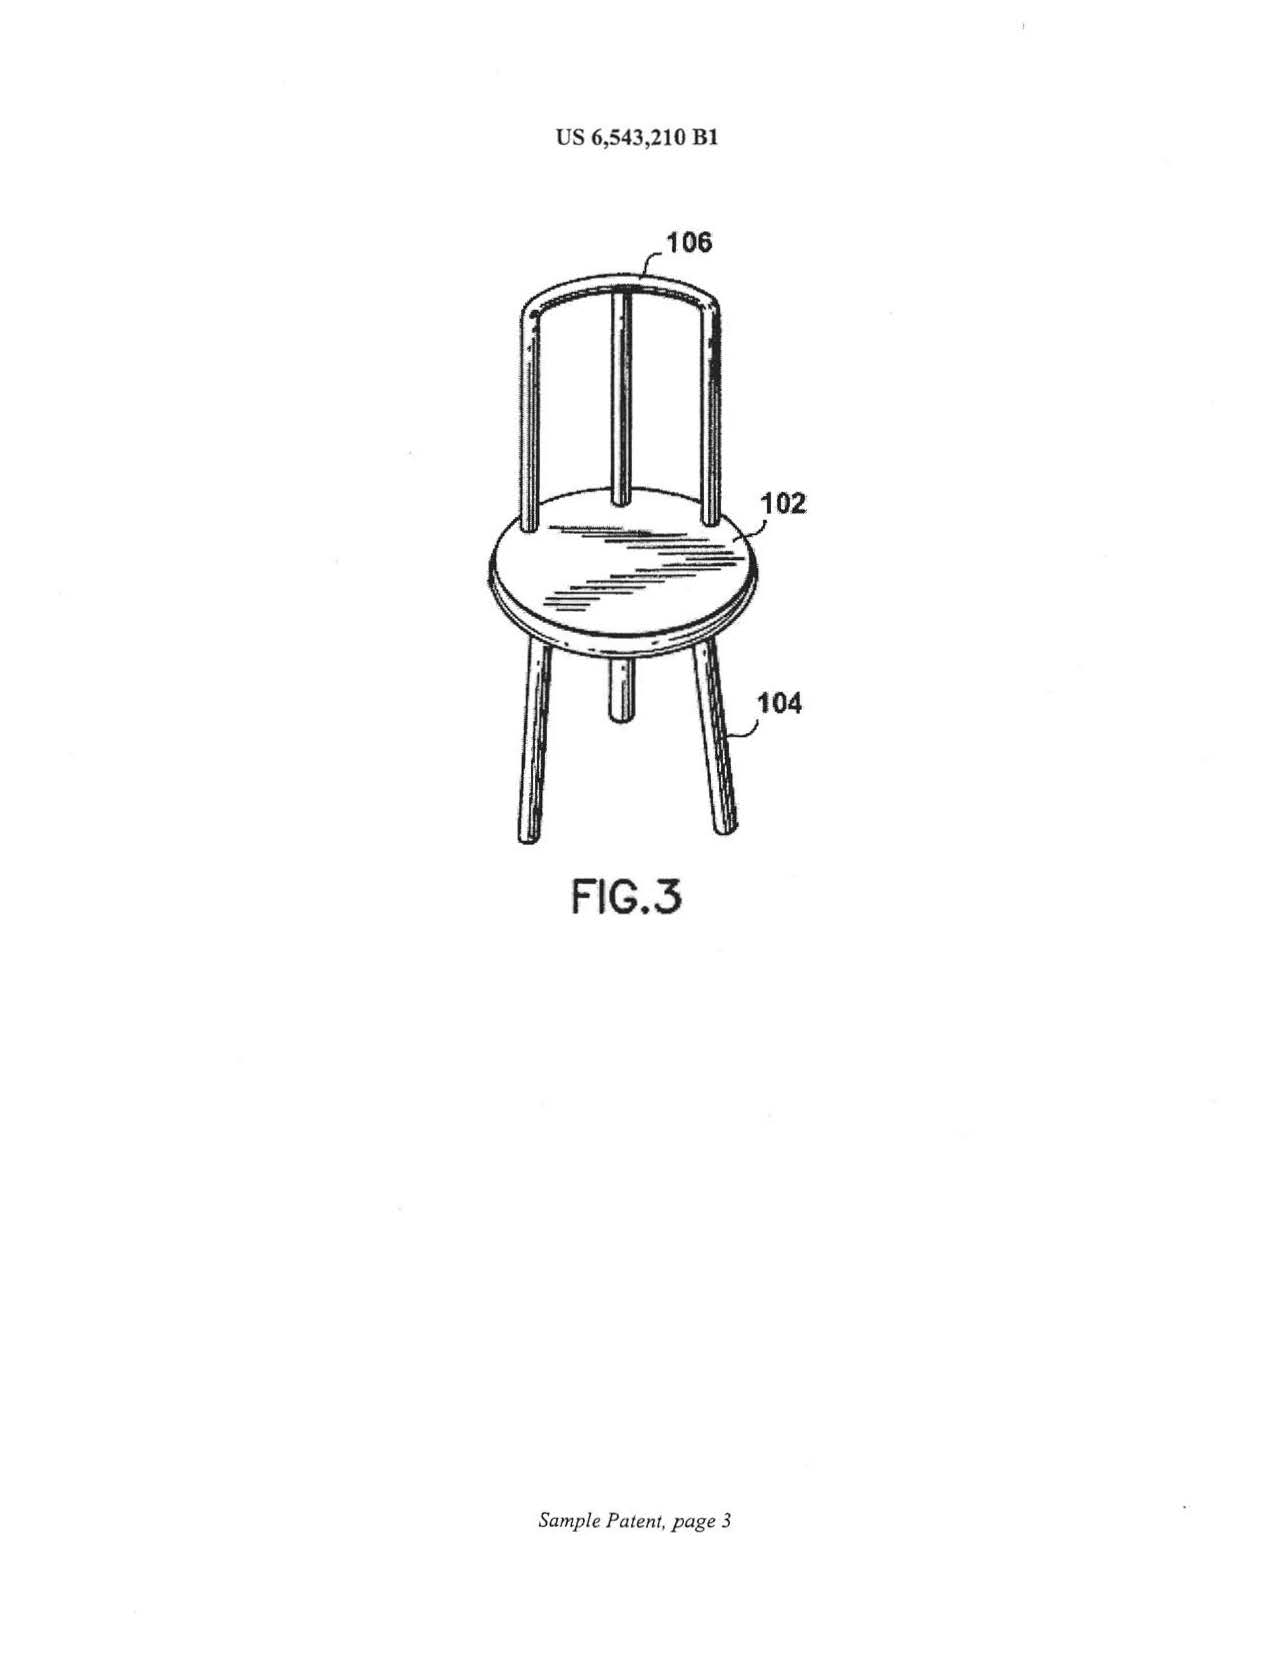 US 6,543,210 B1
106
102
104
FIG.3
Sample Patent, page 3